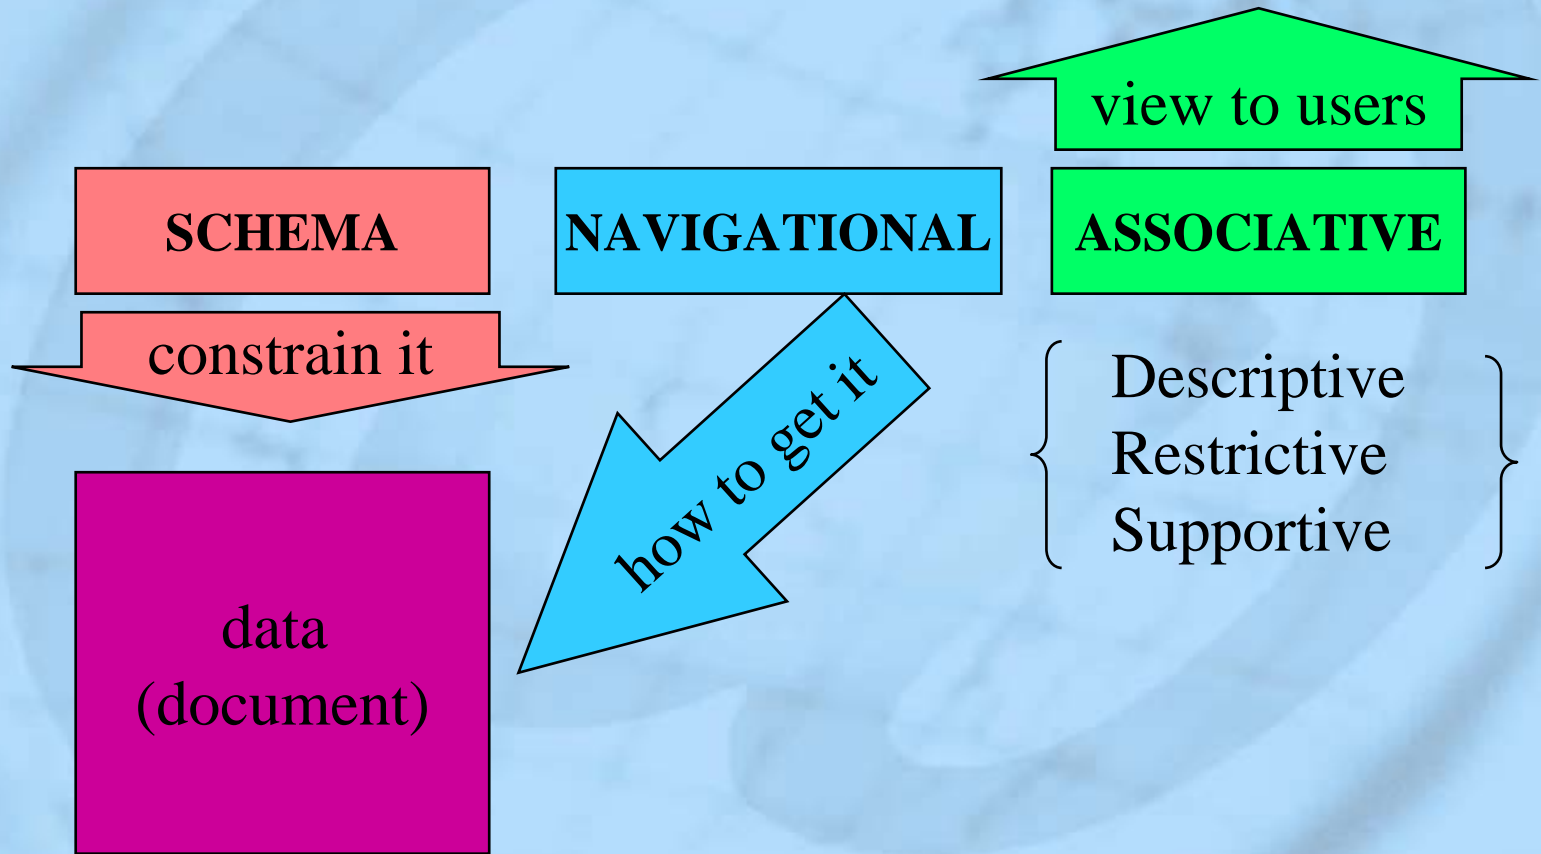 view to users
SCHEMA
NAVIGATIONAL
ASSOCIATIVE
constrain it
how to get it
Descriptive
Restrictive
Supportive
data
(document)